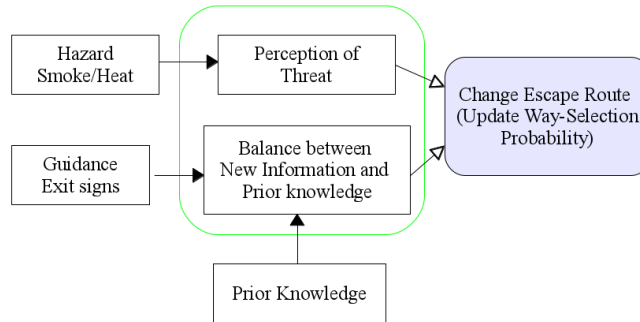 Hazard
Smoke/Heat
Perception of
Threat
Change Escape Route
(Update Way-Selection
Probability)
Guidance
Exit signs
Balance between
New Information and
Prior knowledge
Prior Knowledge